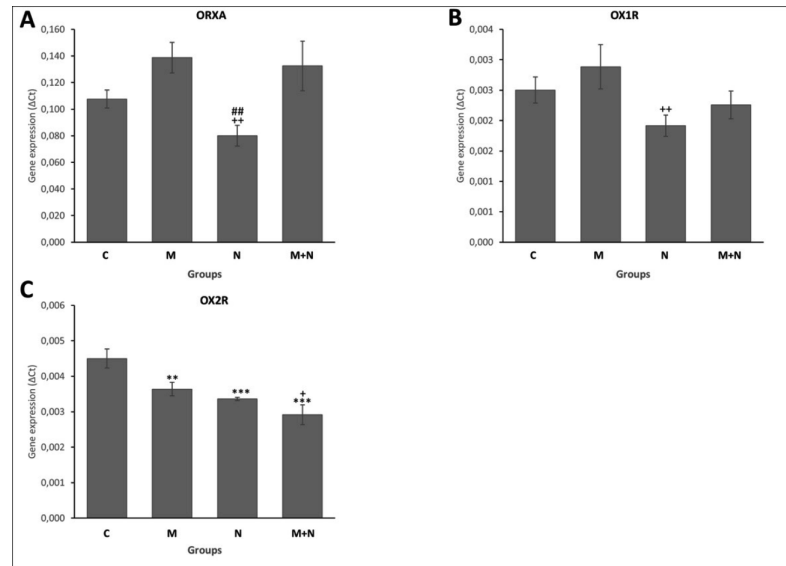 A
ORXA
Gene expression (ΔCt)
0,160
0,140
0,120
0,100
0,080
0,060
0,040
0,020
0,000
##
++
C M N M+N
Groups
B
OX1R
Gene expression (ΔCt)
0,004
0,003
0,003
0,002
0,002
0,001
0,001
0,000
++
C M N M+N
Groups
C
OX2R
Gene expression (ΔCt)
0,006
0,005
0,004
0,003
0,002
0,001
0,000
**
***
+
***
C M N M+N
Groups